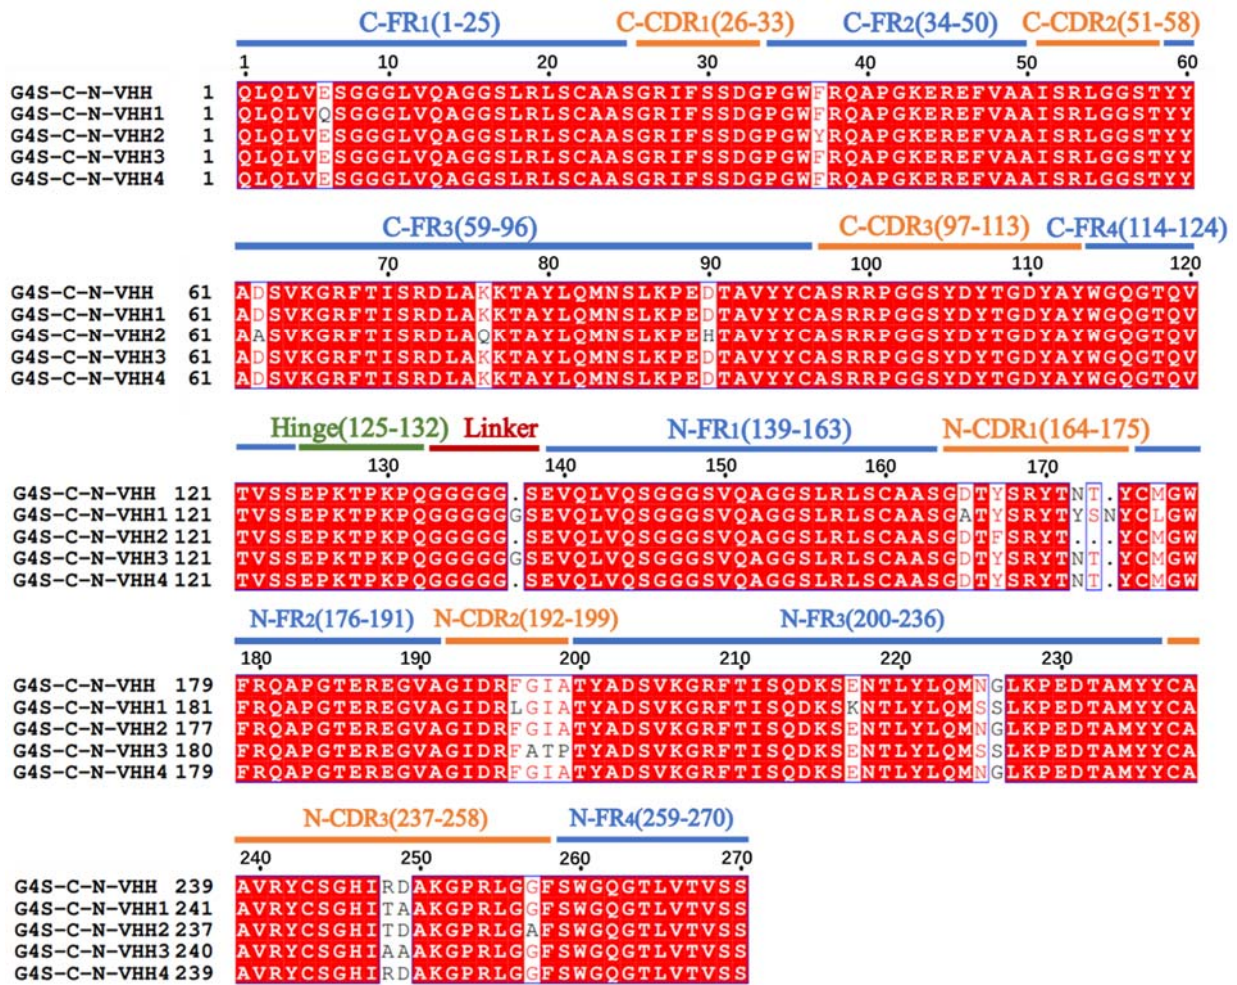 C-FR1(1-25) C-CDR1(26-33) C-FR2(34-50) C-CDR2(51-58)
1 10 20 30 40 50 60
G4S-C-N-VHH 1 QLQLVESGGGLVQAGGSLRLSCAASGRIFSSDGPGWFRQAPGKEREFVAAISRLGGSTYY
G4S-C-N-VHH1 1 QLQLVQSGGGLVQAGGSLRLSCAASGRIFSSDGPGWFRQAPGKEREFVAAISRLGGSTYY
G4S-C-N-VHH2 1 QLQLVESGGGLVQAGGSLRLSCAASGRIFSSDGPGWYRQAPGKEREFVAAISRLGGSTYY
G4S-C-N-VHH3 1 QLQLVESGGGLVQAGGSLRLSCAASGRIFSSDGPGWFRQAPGKEREFVAAISRLGGSTYY
G4S-C-N-VHH4 1 QLQLVESGGGLVQAGGSLRLSCAASGRIFSSDGPGWFRQAPGKEREFVAAISRLGGSTYY
C-FR3(59-96) C-CDR3(97-113) C-FR4(114-124)
70 80 90 100 110 120
G4S-C-N-VHH 61 ADSVKGRFTISRDLAKKTAYLQMNSLKPEDTAVYYCASRRPGGSYDYTGDYAYWGQGTQV
G4S-C-N-VHH1 61 ADSVKGRFTISRDLAKKTAYLQMNSLKPEDTAVYYCASRRPGGSYDYTGDYAYWGQGTQV
G4S-C-N-VHH2 61 AASVKGRFTISRDLAQKTAYLQMNSLKPEHTAVYYCASRRPGGSYDYTGDYAYWGQGTQV
G4S-C-N-VHH3 61 ADSVKGRFTISRDLAKKTAYLQMNSLKPEDTAVYYCASRRPGGSYDYTGDYAYWGQGTQV
G4S-C-N-VHH4 61 ADSVKGRFTISRDLAKKTAYLQMNSLKPEDTAVYYCASRRPGGSYDYTGDYAYWGQGTQV
Hinge(125-132) Linker N-FR1(139-163) N-CDR1(164-175)
130 140 150 160 170
G4S-C-N-VHH 121 TVSSEPKTPKPQGGGGG.SEVQLVQSGGGSVQAGGSLRLSCAASGDTYSRYTNT.YCMGW
G4S-C-N-VHH1 121 TVSSEPKTPKPQGGGGGGSEVQLVQSGGGSVQAGGSLRLSCAASGATYSRYTYSNYCLGW
G4S-C-N-VHH2 121 TVSSEPKTPKPQGGGGG.SEVQLVQSGGGSVQAGGSLRLSCAASGDTFSRYT...YCMGW
G4S-C-N-VHH3 121 TVSSEPKTPKPQGGGGGGSEVQLVQSGGGSVQAGGSLRLSCAASGDTYSRYTNT.YCMGW
G4S-C-N-VHH4 121 TVSSEPKTPKPQGGGGG.SEVQLVQSGGGSVQAGGSLRLSCAASGDTYSRYTNT.YCMGW
N-FR2(176-191) N-CDR2(192-199) N-FR3(200-236)
180 190 200 210 220 230
G4S-C-N-VHH 179 FRQAPGTEREGVAGIDRFGIATYADSVKGRFTISQDKSENTLYLQMNGLKPEDTAMYYCA
G4S-C-N-VHH1 181 FRQAPGTEREGVAGIDRLGIATYADSVKGRFTISQDKSKNTLYLQMSSLKPEDTAMYYCA
G4S-C-N-VHH2 177 FRQAPGTEREGVAGIDRFGIATYADSVKGRFTISQDKSENTLYLQMNGLKPEDTAMYYCA
G4S-C-N-VHH3 180 FRQAPGTEREGVAGIDRFATPTYADSVKGRFTISQDKSENTLYLQMSSLKPEDTAMYYCA
G4S-C-N-VHH4 179 FRQAPGTEREGVAGIDRFGIATYADSVKGRFTISQDKSENTLYLQMNGLKPEDTAMYYCA
N-CDR3(237-258) N-FR4(259-270)
240 250 260 270
G4S-C-N-VHH 239 AVRYCSGHIRDAKGPRLGGFSWGQGTLVTVSS
G4S-C-N-VHH1 241 AVRYCSGHITAAKGPRLGGFSWGQGTLVTVSS
G4S-C-N-VHH2 237 AVRYCSGHITDAKGPRLGAFSWGQGTLVTVSS
G4S-C-N-VHH3 240 AVRYCSGHIAAAKGPRLGGFSWGQGTLVTVSS
G4S-C-N-VHH4 239 AVRYCSGHIRDAKGPRLGGFSWGQGTLVTVSS